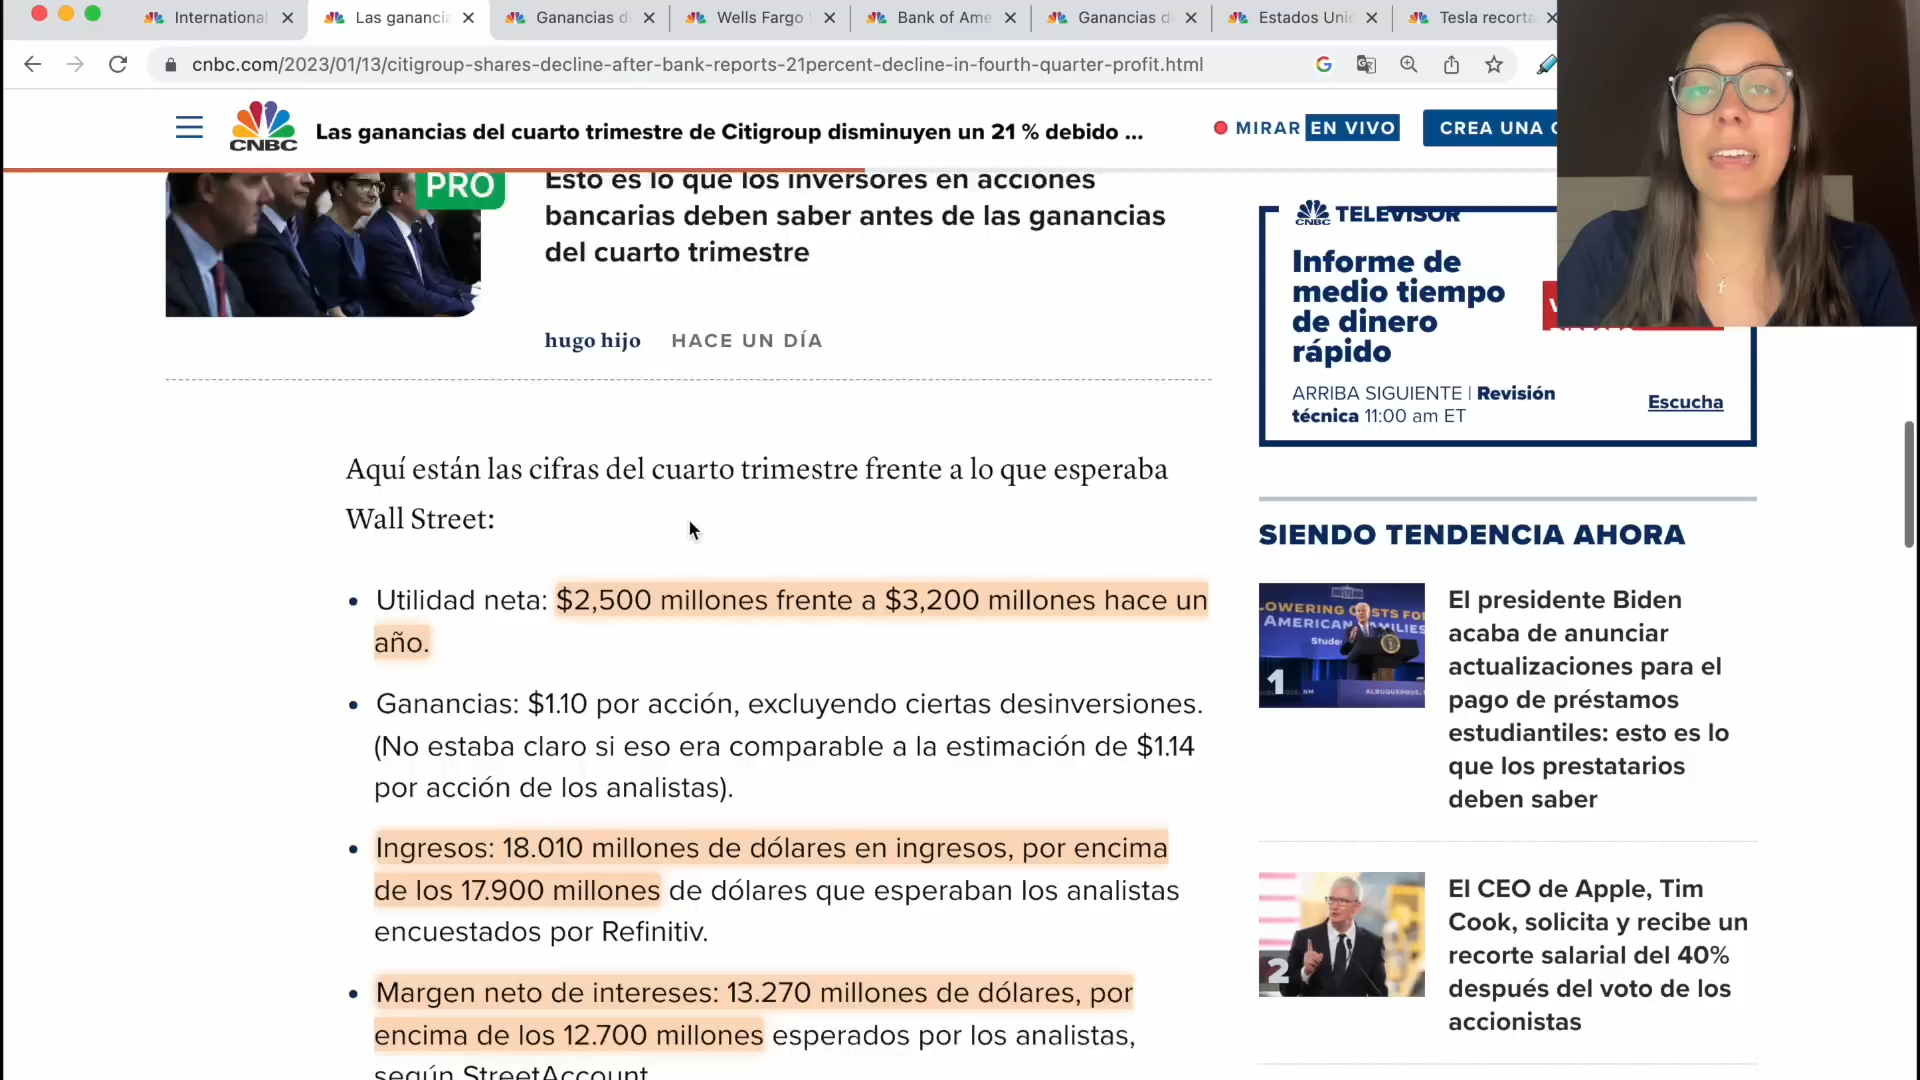 International
Las ganancia
Ganancias d
Wells Fargo
Bank of Ame
Ganancias d
Estados Uni
Tesla recorta
cnbc.com/2023/01/13/citigroup-shares-decline-after-bank-reports-21percent-decline-in-fourth-quarter-profit.html
CNBC
Las ganancias del cuarto trimestre de Citigroup disminuyen un 21 % debido ...
MIRAR EN VIVO
CREA UNA
PRO
Esto es lo que los inversores en acciones
bancarias deben saber antes de las ganancias
del cuarto trimestre
hugo hijo HACE UN DÍA
Aquí están las cifras del cuarto trimestre frente a lo que esperaba
Wall Street:
• Utilidad neta: $2,500 millones frente a $3,200 millones hace un
año.
• Ganancias: $1.10 por acción, excluyendo ciertas desinversiones.
(No estaba claro si eso era comparable a la estimación de $1.14
por acción de los analistas).
• Ingresos: 18.010 millones de dólares en ingresos, por encima
de los 17.900 millones de dólares que esperaban los analistas
encuestados por Refinitiv.
• Margen neto de intereses: 13.270 millones de dólares, por
encima de los 12.700 millones esperados por los analistas,
según StreetAccount
CNBC TELEVISOR
Informe de
medio tiempo
de dinero
rápido
ARRIBA SIGUIENTE | Revisión
técnica 11:00 am ET
Escucha
SIENDO TENDENCIA AHORA
LOWERING COSTS FO
AMERICAN FAMILIES
1
El presidente Biden
acaba de anunciar
actualizaciones para el
pago de préstamos
estudiantiles: esto es lo
que los prestatarios
deben saber
2
El CEO de Apple, Tim
Cook, solicita y recibe un
recorte salarial del 40%
después del voto de los
accionistas